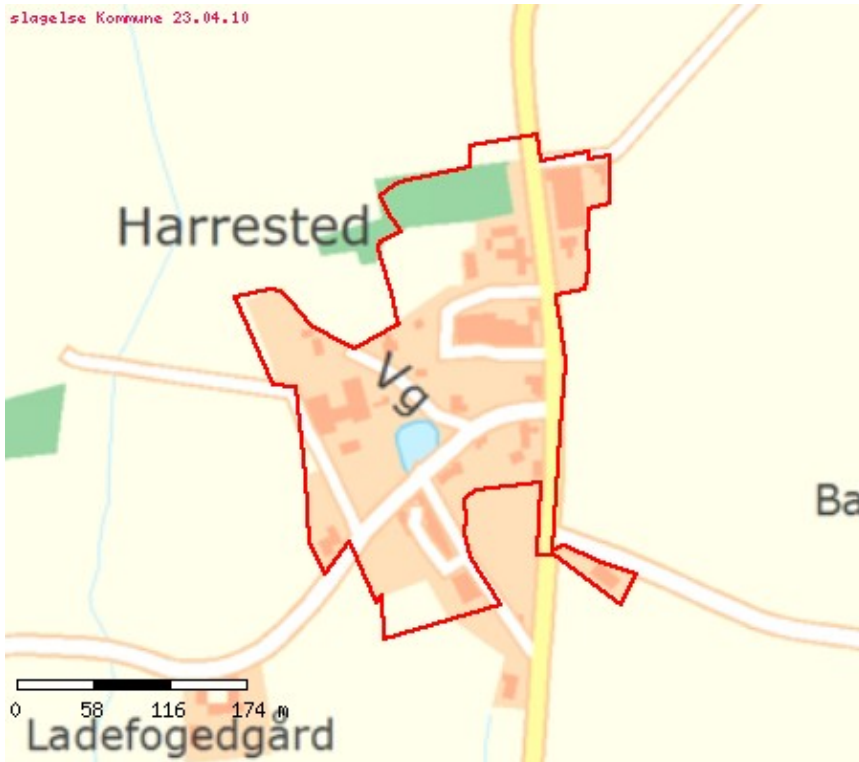 slagelse Kommune 23.04.10
Harrested
Vg
Ba
0 58 116 174 m
Ladefogedgård